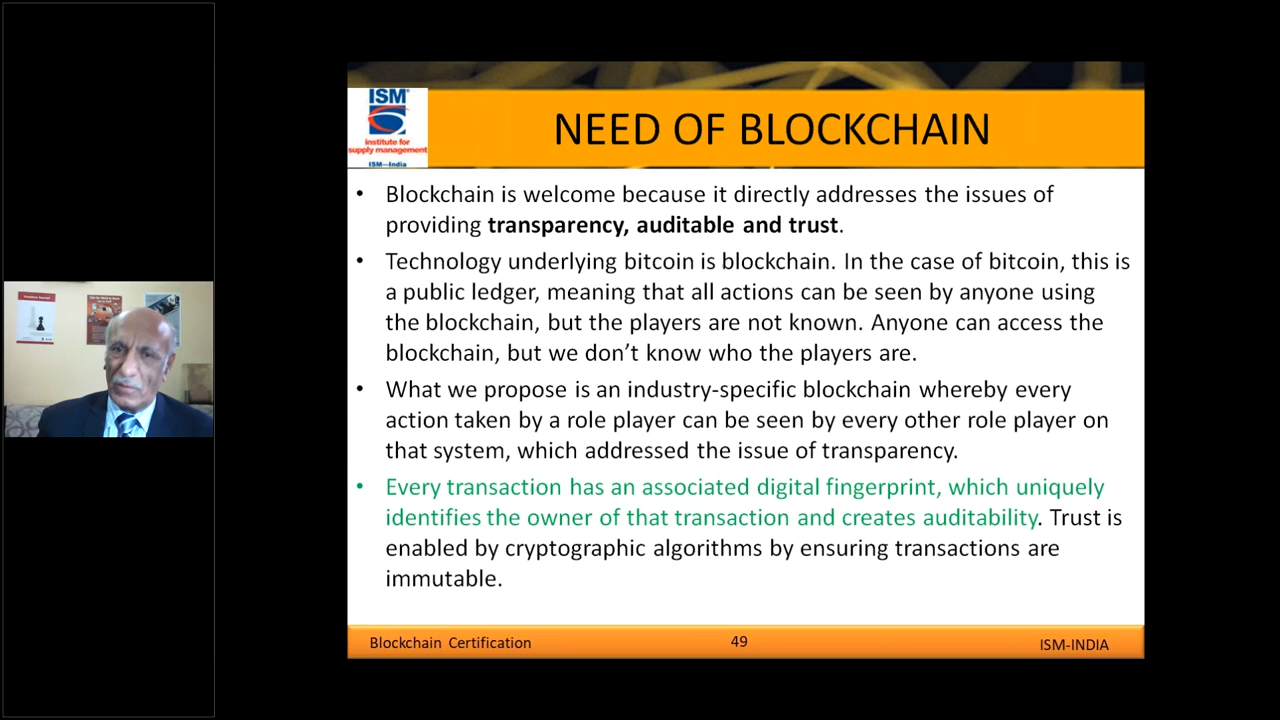 ISM
institute for
supply management
ISM—India
NEED OF BLOCKCHAIN
• Blockchain is welcome because it directly addresses the issues of
providing transparency, auditable and trust.
• Technology underlying bitcoin is blockchain. In the case of bitcoin, this is
a public ledger, meaning that all actions can be seen by anyone using
the blockchain, but the players are not known. Anyone can access the
blockchain, but we don’t know who the players are.
• What we propose is an industry-specific blockchain whereby every
action taken by a role player can be seen by every other role player on
that system, which addressed the issue of transparency.
• Every transaction has an associated digital fingerprint, which uniquely
identifies the owner of that transaction and creates auditability. Trust is
enabled by cryptographic algorithms by ensuring transactions are
immutable.
Blockchain Certification
49
ISM-INDIA